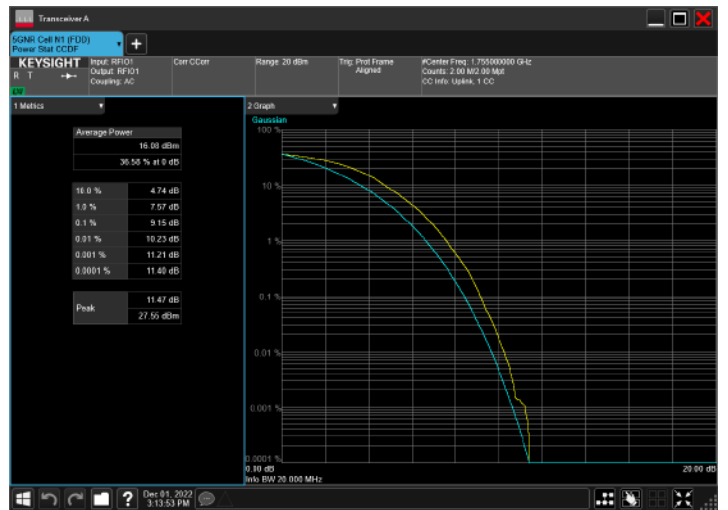 Transceiver A
5GNR Cell N1 (FDD)
Power Stat CCDF
KEYSIGHT
R T
Input: RFIO1
Output: RFIO1
Coupling: AC
Corr CCorr
Range: 20 dBm
Trig: Prot Frame
Aligned
#Center Freq: 1.755000000 GHz
Counts: 2.00 M/2.00 Mpt
CC Info: Uplink, 1 CC
1 Metrics
Average Power
16.08 dBm
36.58 % at 0 dB
10.0 % 4.74 dB
1.0 % 7.57 dB
0.1 % 9.15 dB
0.01 % 10.23 dB
0.001 % 11.21 dB
0.0001 % 11.40 dB
Peak
11.47 dB
27.55 dBm
2 Graph
Gaussian
100 %
10 %
1 %
0.1 %
0.01 %
0.001 %
0.0001 %
0.00 dB
20.00 dB
Info BW 20.000 MHz
?
Dec 01, 2022
3:13:53 PM